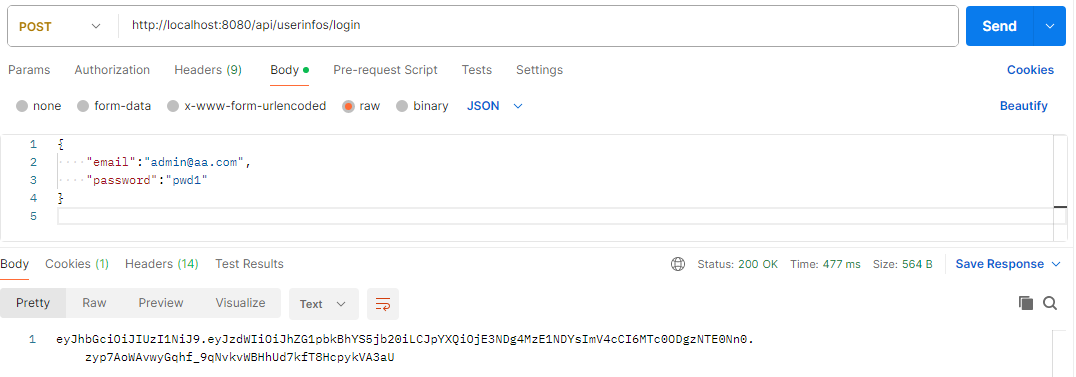 POST http://localhost:8080/api/userinfos/login Send
Params Authorization Headers (9) Body Pre-request Script Tests Settings Cookies
none form-data x-www-form-urlencoded raw binary JSON Beautify
1 {
2 "email":"admin@aa.com",
3 "password":"pwd1"
4 }
5
Body Cookies (1) Headers (14) Test Results Status: 200 OK Time: 477 ms Size: 564 B Save Response
Pretty Raw Preview Visualize Text
1 eyJhbGciOiJIUzI1NiJ9.eyJzdWIiOiJhZG1pbkBhYS5jb20iLCJpYXQiOjE3NDg4MzE1NDYsImV4cCI6MTc0ODgzNTE0Nn0.
zyp7AoWAvwyGqhf_9qNvkvWBHhUd7kfT8HcpykVA3aU